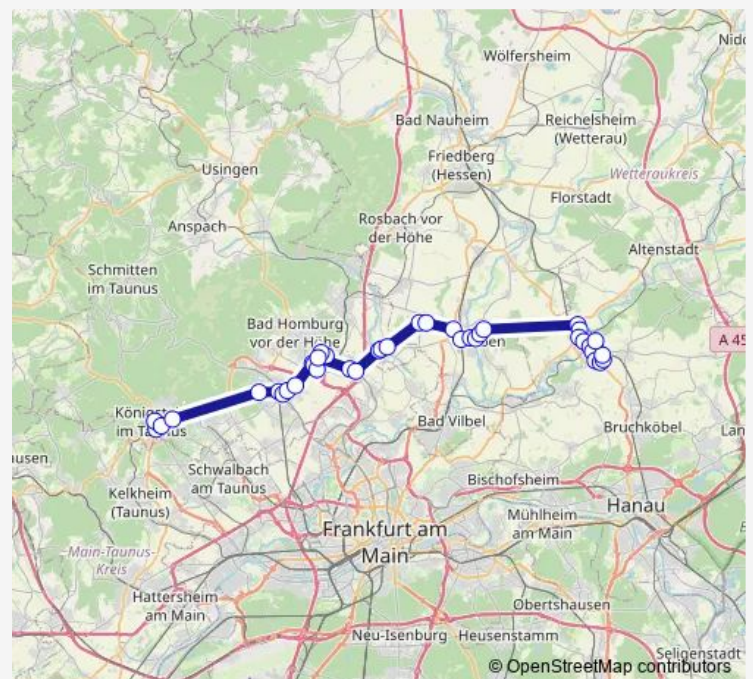 Wölfersheim
Bad Nauheim
Reichelsheim
(Wetterau)
Friedberg
(Hessen)
Usingen
Wetteraukreis
Florstadt
Rosbach vor
der Höhe
Anspach
Altenstadt
Schmitten
im Taunus
Bad Homburg
vor der Höhe
A 45
im Taunus
Bad Vilbel
Bruchköbel
Schwalbach
am Taunus
Bischofsheim
Kelkheim
(Taunus)
Hanau
Mühlheim
am Main
Frankfurt am
Main
Main-Taunus-
Kreis
Hattersheim
am Main
Obertshausen
Neu-Isenburg
Heusenstamm
Seligenstadt
© OpenStreetMap contributors